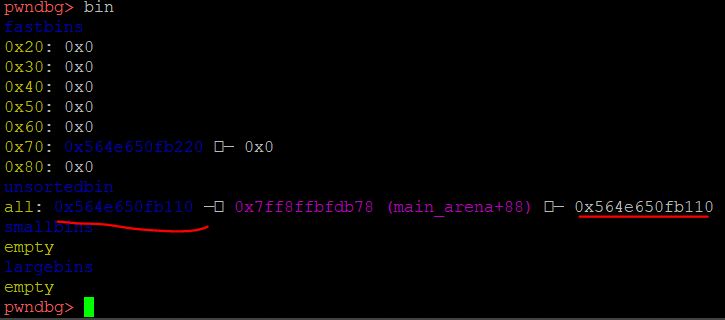 pwndbg> bin
fastbins
0x20: 0x0
0x30: 0x0
0x40: 0x0
0x50: 0x0
0x60: 0x0
0x70: 0x564e650fb220 □— 0x0
0x80: 0x0
unsortedbin
all: 0x564e650fb110 —□ 0x7ff8ffbfdb78 (main_arena+88) □— 0x564e650fb110
smallbins
empty
largebins
empty
pwndbg>